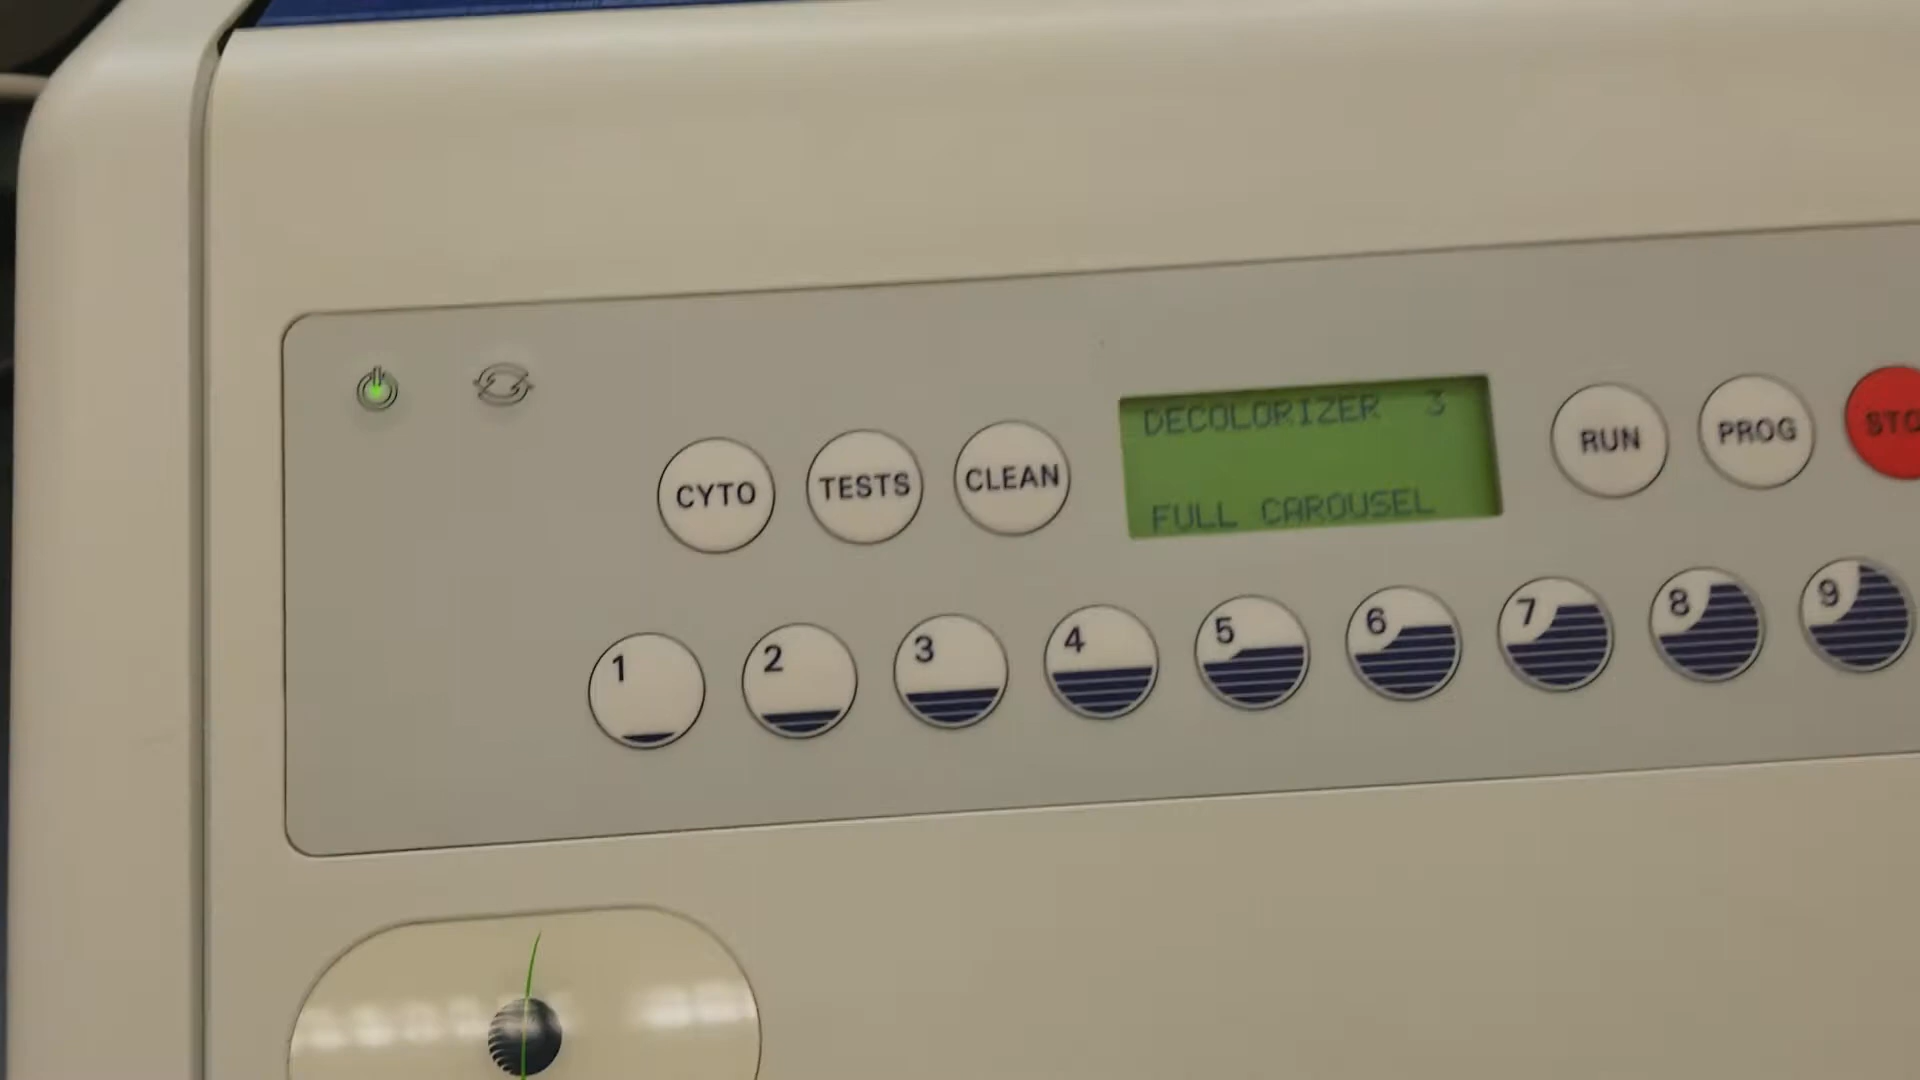 DECOLORIZER 3
FULL CAROUSEL
CYTO
TESTS
CLEAN
RUN
PROG
STO
1
2
3
4
5
6
7
8
9